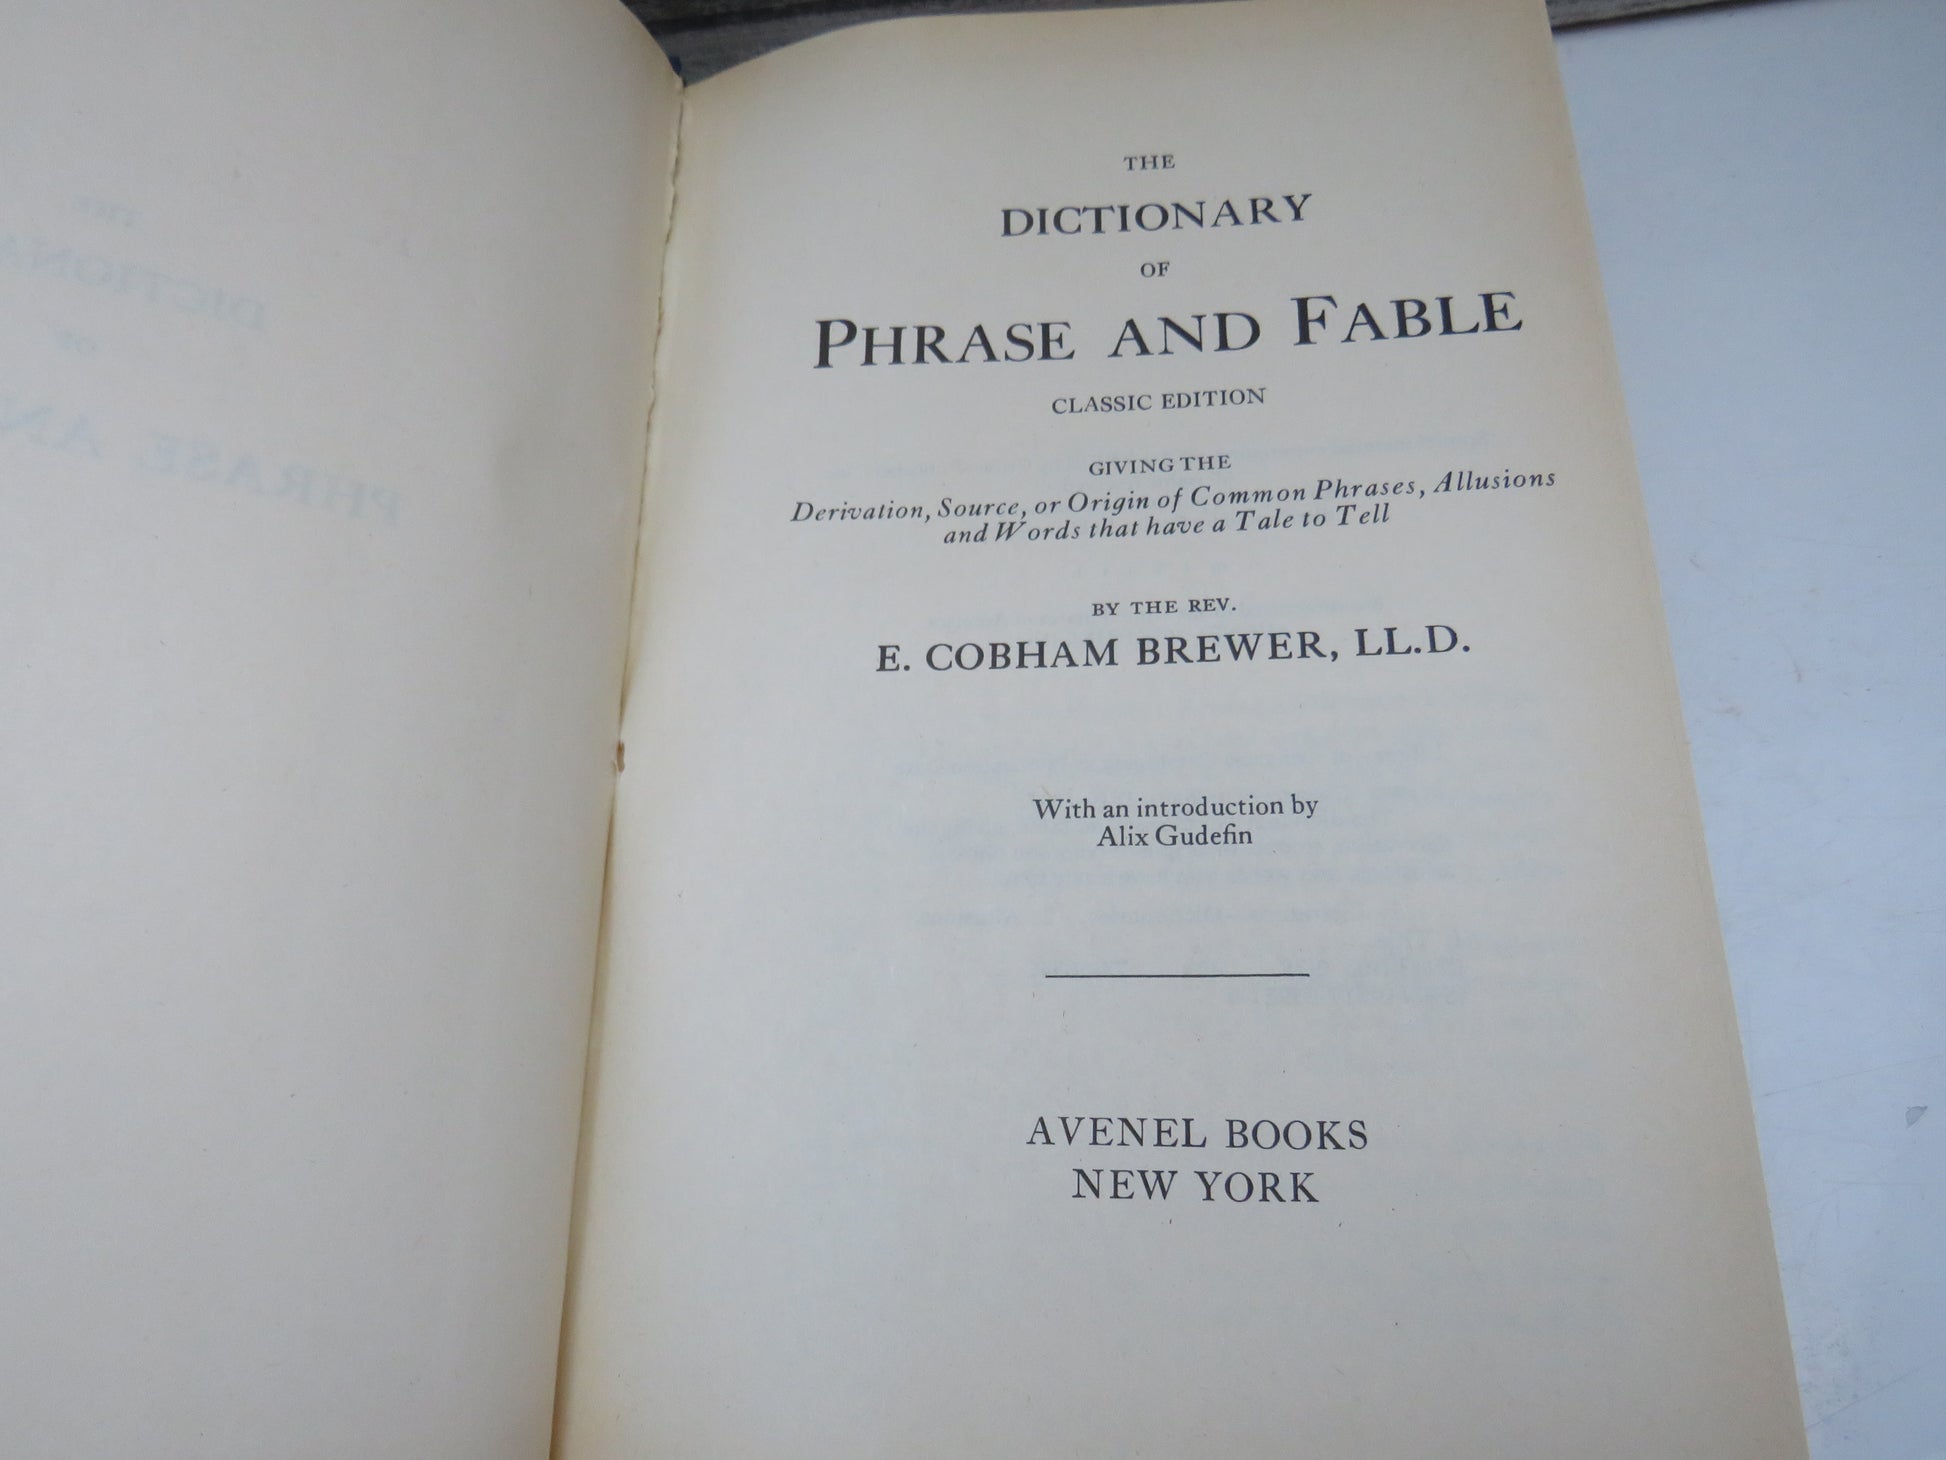 THE
DICTIONARY
OF
PHRASE AND FABLE
CLASSIC EDITION
GIVING THE
Derivation, Source, or Origin of Common Phrases, Allusions
and Words that have a Tale to Tell
BY THE REV.
E. COBHAM BREWER, LL.D.
With an introduction by
Alix Gudefin
AVENEL BOOKS
NEW YORK